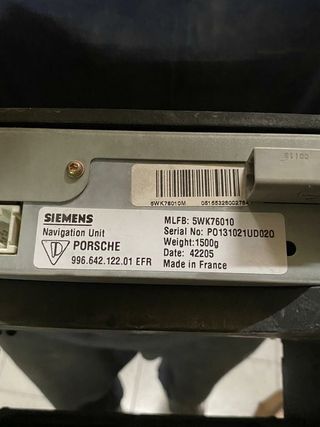 5WK76010M
SIEMENS
Navigation Unit
PORSCHE
996.642.122.01 EFR
MLFB: 5WK76010
Serial No: PO131021UD020
Weight:1500g
Date: 42205
Made in France